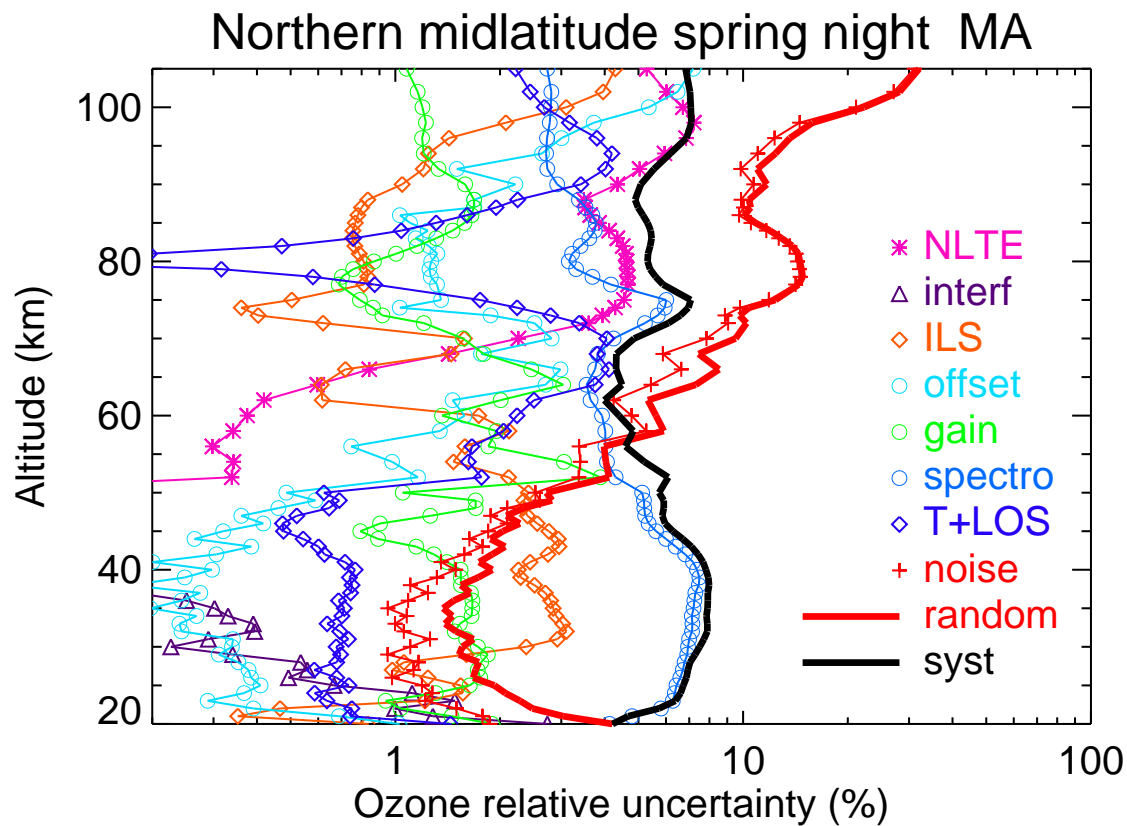 Northern midlatitude spring night  MA
100
80
60
40
20
Altitude (km)
NLTE
interf
ILS
offset
gain
spectro
T+LOS
noise
random
syst
1
10
100
Ozone relative uncertainty (%)